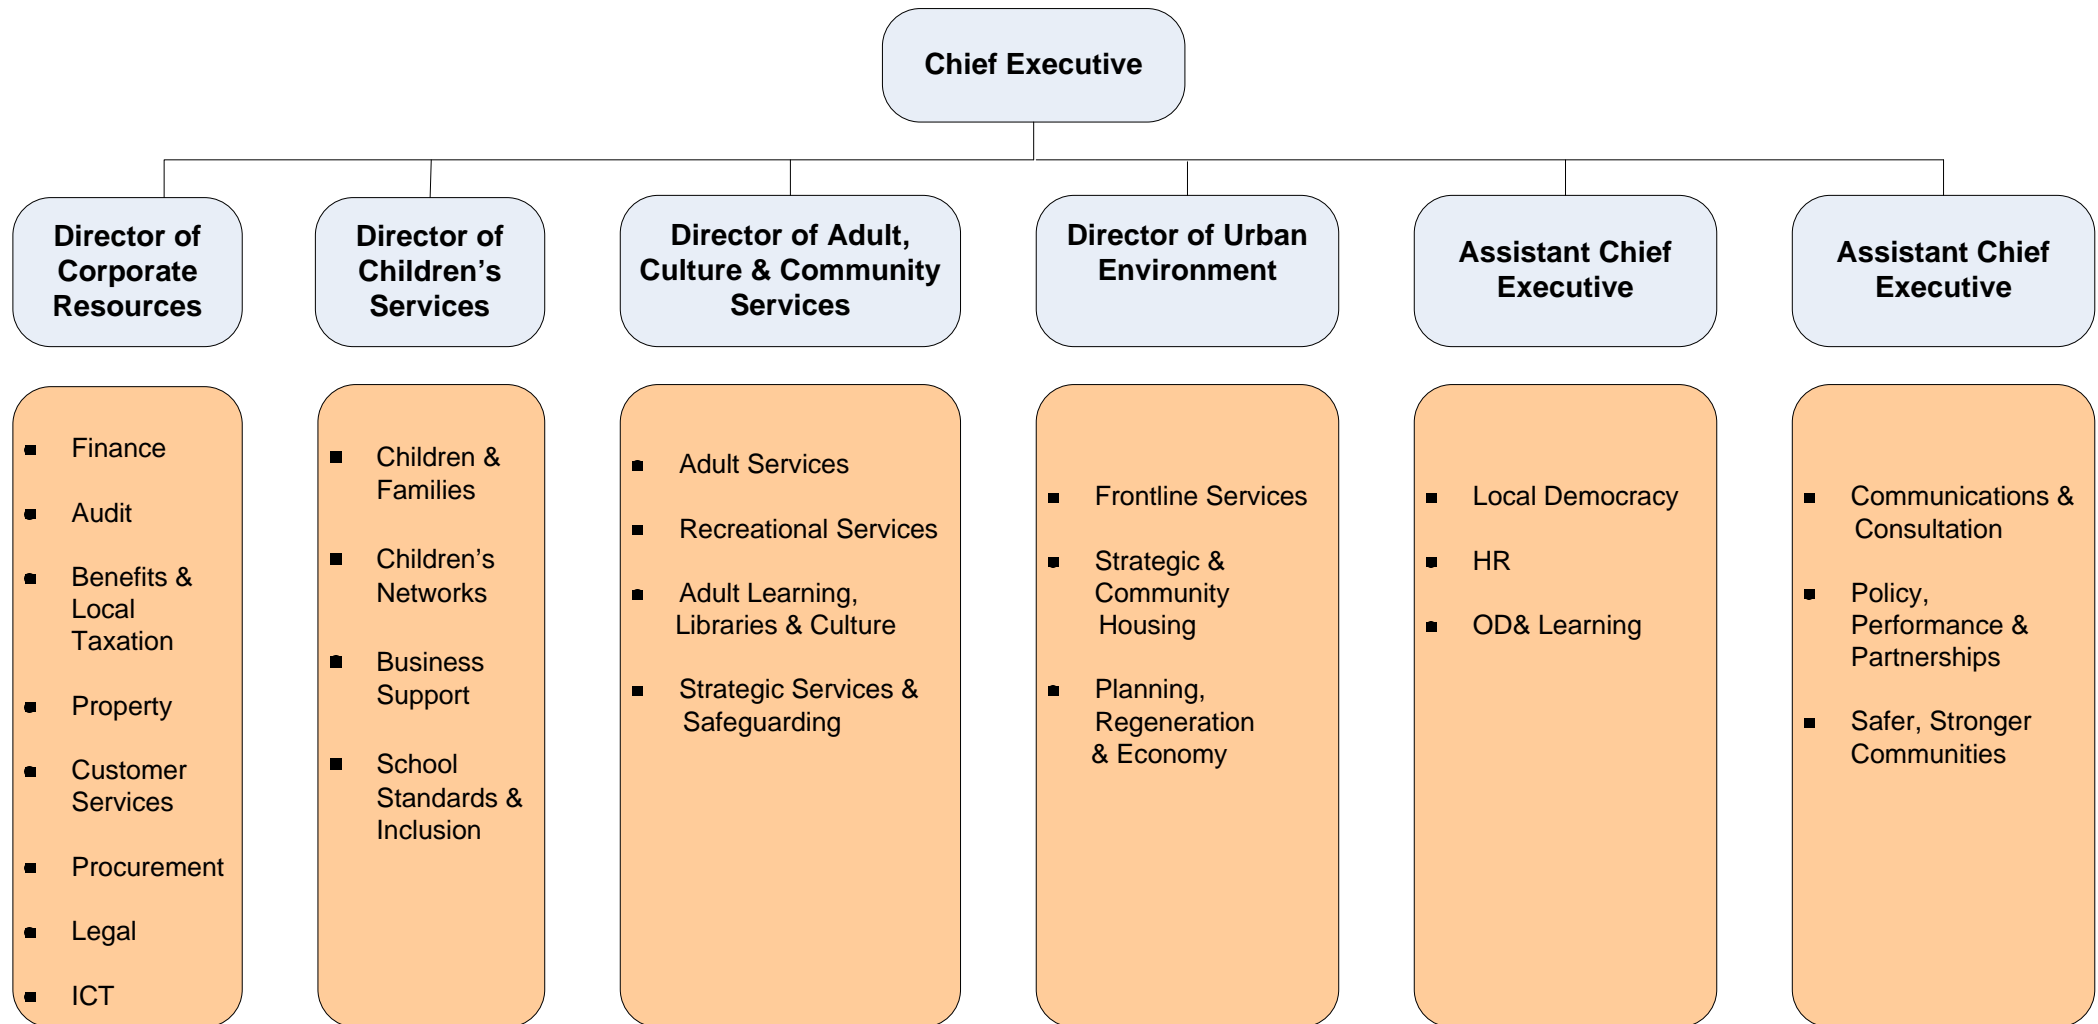 Chief Executive
Director of
Corporate
Resources
Director of
Children’s
Services
Director of Adult,
Culture & Community
Services
Director of Urban
Environment
Assistant Chief
Executive
Assistant Chief
Executive
Finance
Audit
Benefits &
Local
Taxation
Property
Customer
Services
Procurement
Legal
ICT
Children &
Families
Children’s
Networks
Business
Support
School
Standards &
Inclusion
Adult Services
Recreational Services
Adult Learning,
Libraries & Culture
Strategic Services &
Safeguarding
Frontline Services
Strategic &
Community
Housing
Planning,
Regeneration
& Economy
Local Democracy
HR
OD& Learning
Communications &
Consultation
Policy,
Performance &
Partnerships
Safer, Stronger
Communities